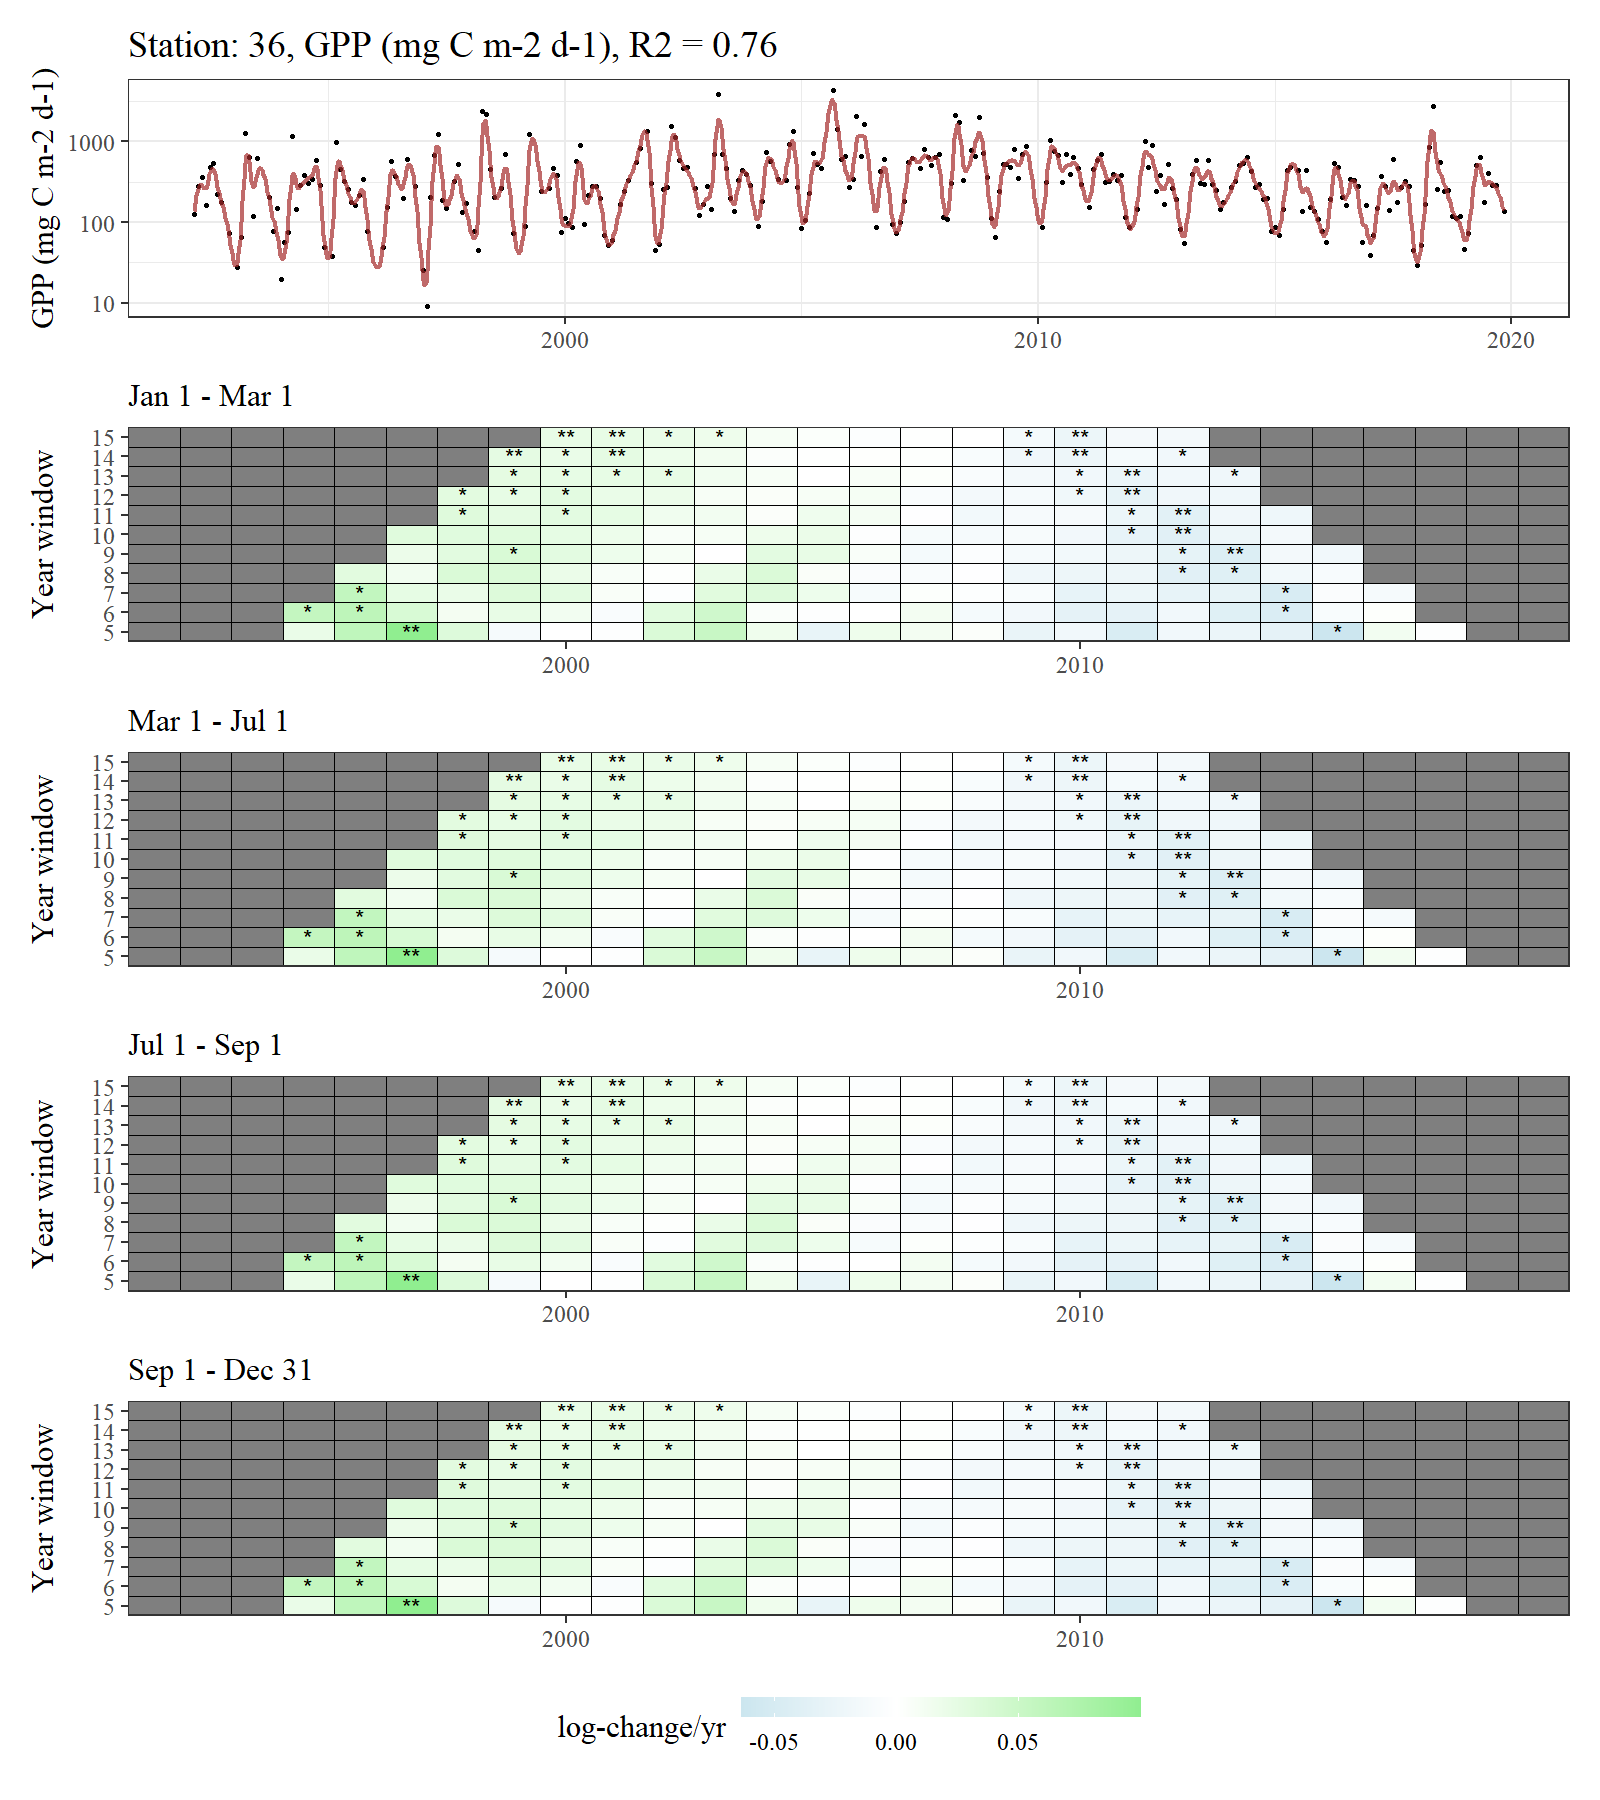 Station: 36, GPP (mg C m-2 d-1), R2 = 0.76
GPP (mg C m-2 d-1)
1000
100
10
2000 2010 2020
Jan 1 - Mar 1
Year window
15
14
13
12
11
10
9
8
7
6
5
** ** * * * **
** * ** * ** *
* * * * * ** *
* * * * **
* * * **
* **
* * **
* *
* *
* * *
** *
2000 2010
Mar 1 - Jul 1
Year window
15
14
13
12
11
10
9
8
7
6
5
** ** * * * **
** * ** * ** *
* * * * * ** *
* * * * **
* * * **
* **
* * **
* *
* *
* * *
** *
2000 2010
Jul 1 - Sep 1
Year window
15
14
13
12
11
10
9
8
7
6
5
** ** * * * **
** * ** * ** *
* * * * * ** *
* * * * **
* * * **
* **
* * **
* *
* *
* * *
** *
2000 2010
Sep 1 - Dec 31
Year window
15
14
13
12
11
10
9
8
7
6
5
** ** * * * **
** * ** * ** *
* * * * * ** *
* * * * **
* * * **
* **
* * **
* *
* *
* * *
** *
2000 2010
log-change/yr
-0.05 0.00 0.05